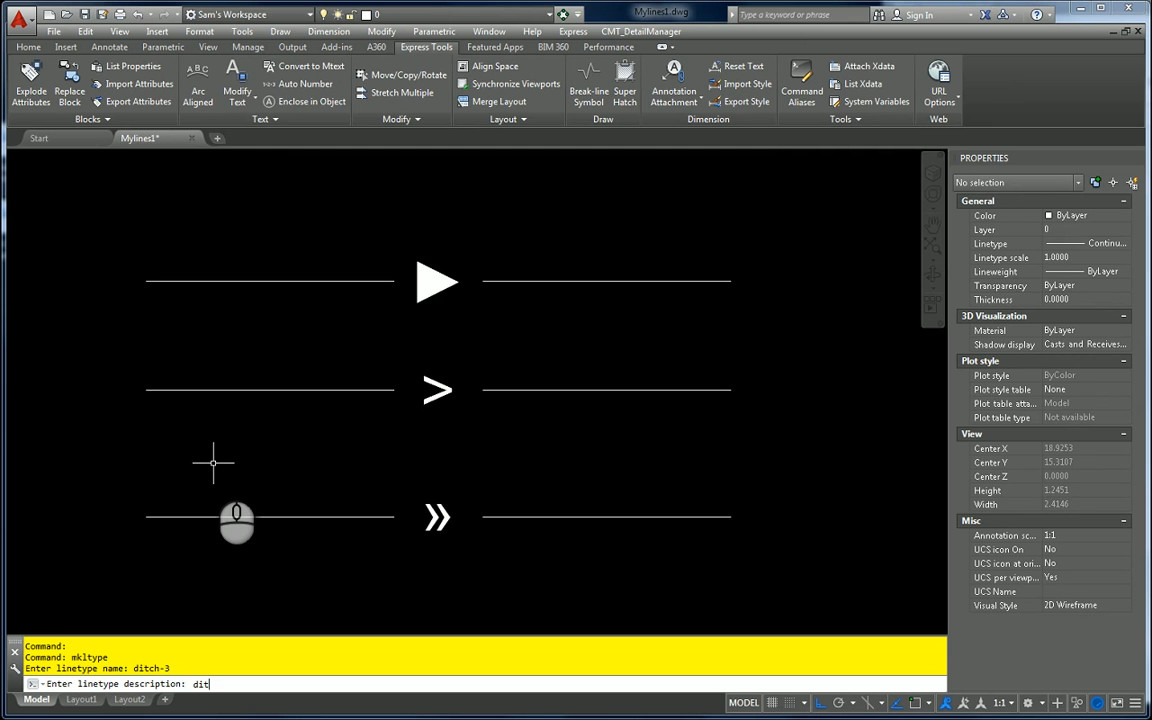 Sam's Workspace
0
Mylines1.dwg
Type a keyword or phrase
Sign In
File Edit View Insert Format Tools Draw Dimension Modify Parametric Window Help Express CMT_DetailManager
Home Insert Annotate Parametric View Manage Output Add-ins A360 Express Tools Featured Apps BIM 360 Performance
Explode Attributes
Replace Block
List Properties
Import Attributes
Export Attributes
Blocks
Arc Aligned
Modify Text
Convert to Mtext
Auto Number
Enclose in Object
Text
Move/Copy/Rotate
Stretch Multiple
Modify
Align Space
Synchronize Viewports
Merge Layout
Layout
Break-line Symbol
Super Hatch
Draw
Annotation Attachment
Reset Text
Import Style
Export Style
Dimension
Command Aliases
Attach Xdata
List Xdata
System Variables
Tools
URL Options
Web
Start
Mylines1*
>
»
PROPERTIES
No selection
General
Color ByLayer
Layer 0
Linetype Continu...
Linetype scale 1.0000
Lineweight ByLayer
Transparency ByLayer
Thickness 0.0000
3D Visualization
Material ByLayer
Shadow display Casts and Receives...
Plot style
Plot style ByColor
Plot style table None
Plot table atta... Model
Plot table type Not available
View
Center X 18.9253
Center Y 15.3107
Center Z 0.0000
Height 1.2451
Width 2.4146
Misc
Annotation sc... 1:1
UCS icon On No
UCS icon at ori... No
UCS per viewp... Yes
UCS Name
Visual Style 2D Wireframe
Command:
Command: mkltype
Enter linetype name: ditch-3
Enter linetype description: dit
Model Layout1 Layout2 +
MODEL 1:1